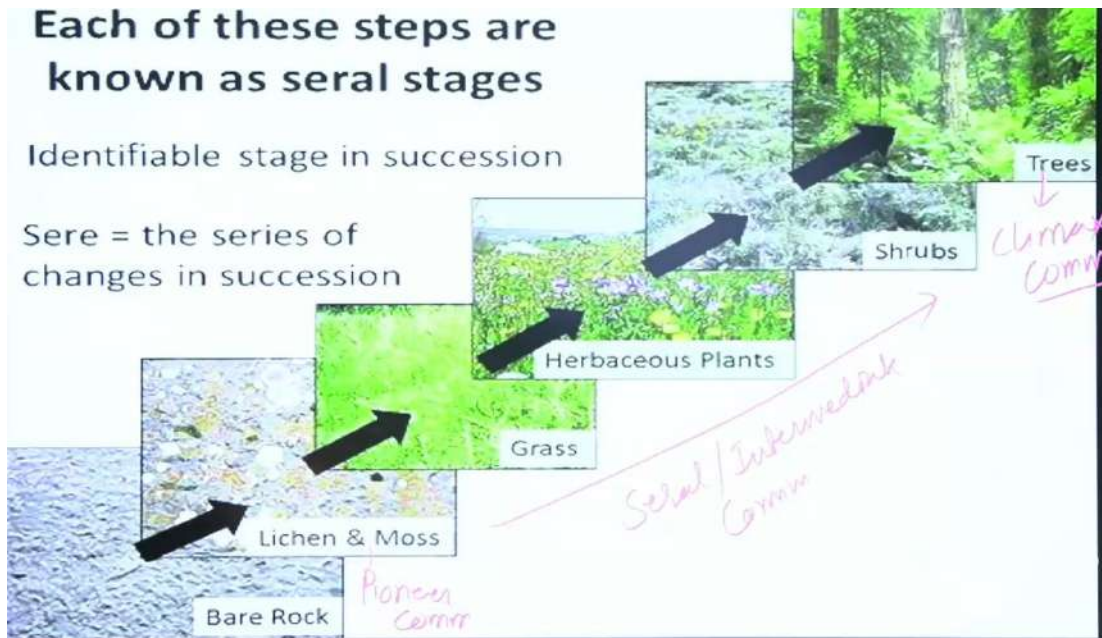 Each of these steps are
known as seral stages
Identifiable stage in succession
Sere = the series of
changes in succession
Trees
Climax
Comm
Shrubs
Herbaceous Plants
Seral / Intermediate
Comm
Grass
Lichen & Moss
Pioneer
Comm
Bare Rock